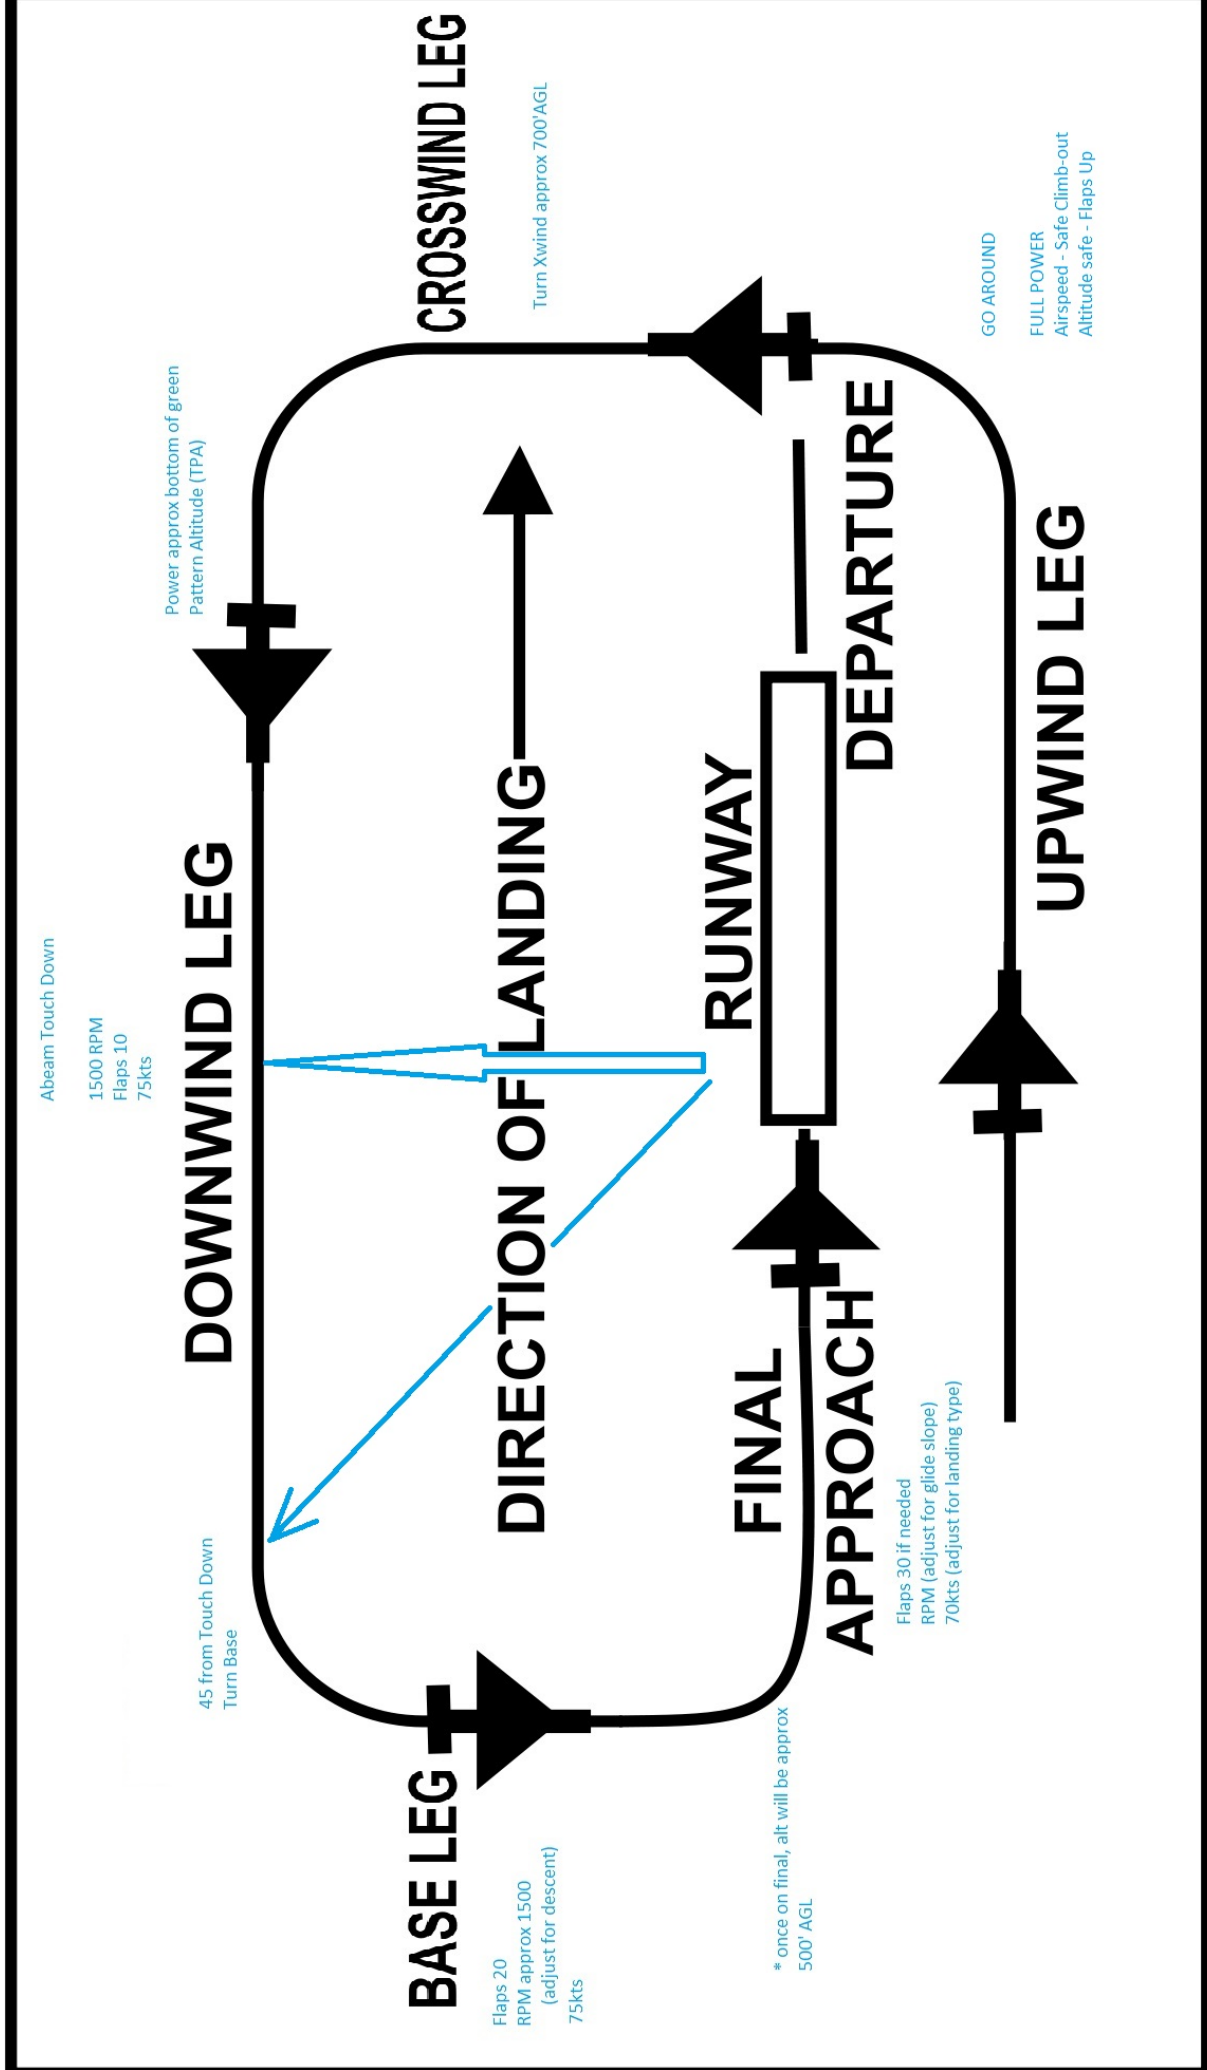 Abeam Touch Down
1500 RPM
Flaps 10
75kts
Power approx bottom of green
Pattern Altitude (TPA)
DOWNWIND LEG
45 from Touch Down
Turn Base
CROSSWIND LEG
Turn Xwind approx 700'AGL
BASE LEG
Flaps 20
RPM approx 1500
(adjust for descent)
75kts
DIRECTION OF LANDING
RUNWAY
FINAL
APPROACH
DEPARTURE
* once on final, alt will be approx
500' AGL
Flaps 30 if needed
RPM (adjust for glide slope)
70kts (adjust for landing type)
UPWIND LEG
GO AROUND
FULL POWER
Airspeed - Safe Climb-out
Altitude safe - Flaps Up